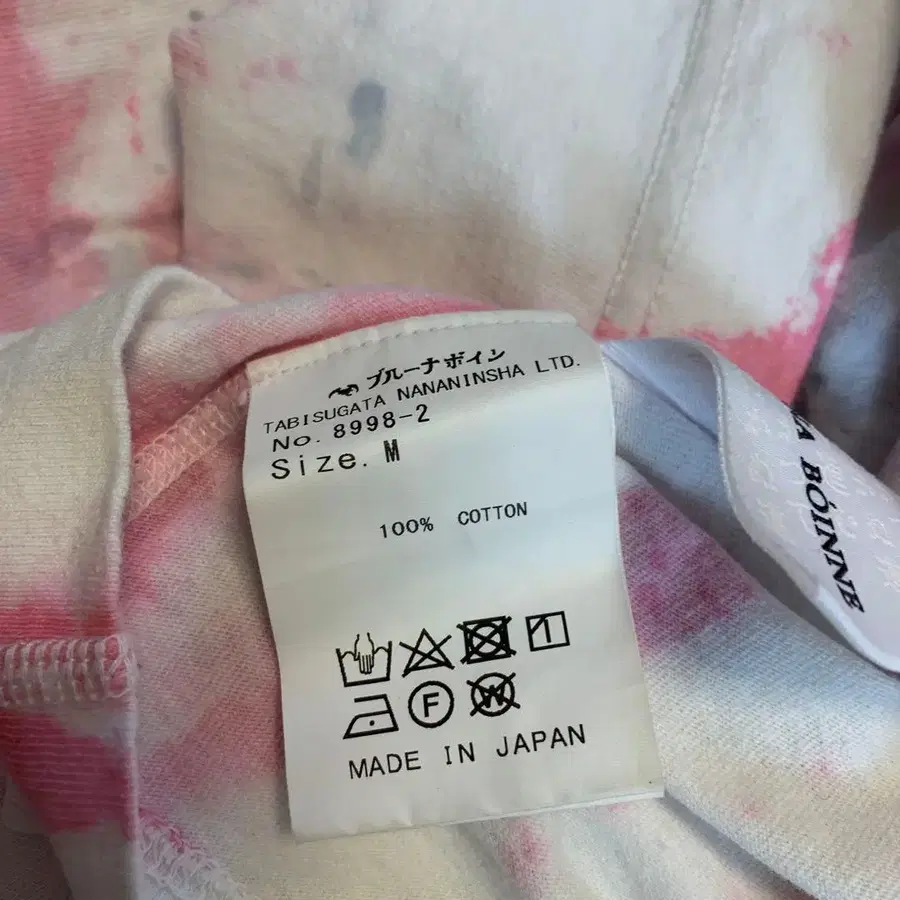 ブルーナボイン
TABISUGATA NANANINSHA LTD.
No. 8998-2
Size. M
100% COTTON
F
W
MADE IN JAPAN
BÓINNE